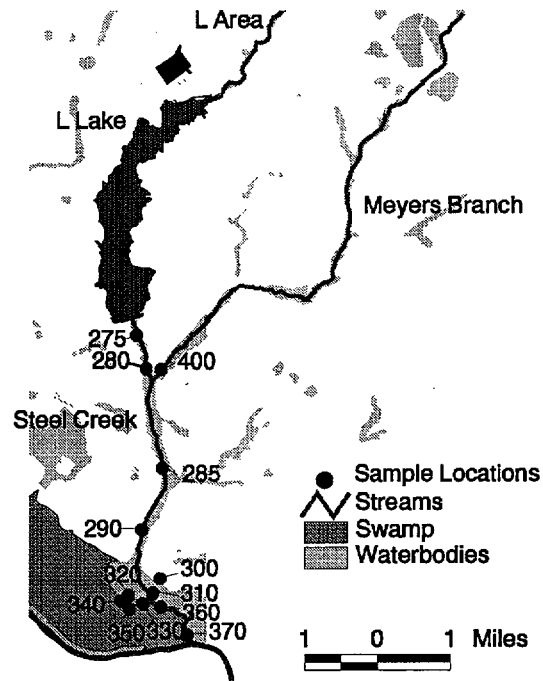 L Area
L Lake
Meyers Branch
275
280
400
Steel Creek
285
Sample Locations
Streams
Swamp
Waterbodies
290
300
320
310
340
360
350
330
370
1 0 1 Miles